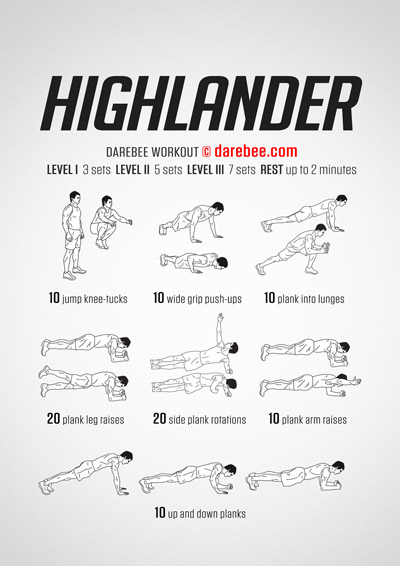 HIGHLANDER
DAREBEE WORKOUT © darebee.com
LEVEL I 3 sets LEVEL II 5 sets LEVEL III 7 sets REST up to 2 minutes
10 jump knee-tucks
10 wide grip push-ups
10 plank into lunges
20 plank leg raises
20 side plank rotations
10 plank arm raises
10 up and down planks